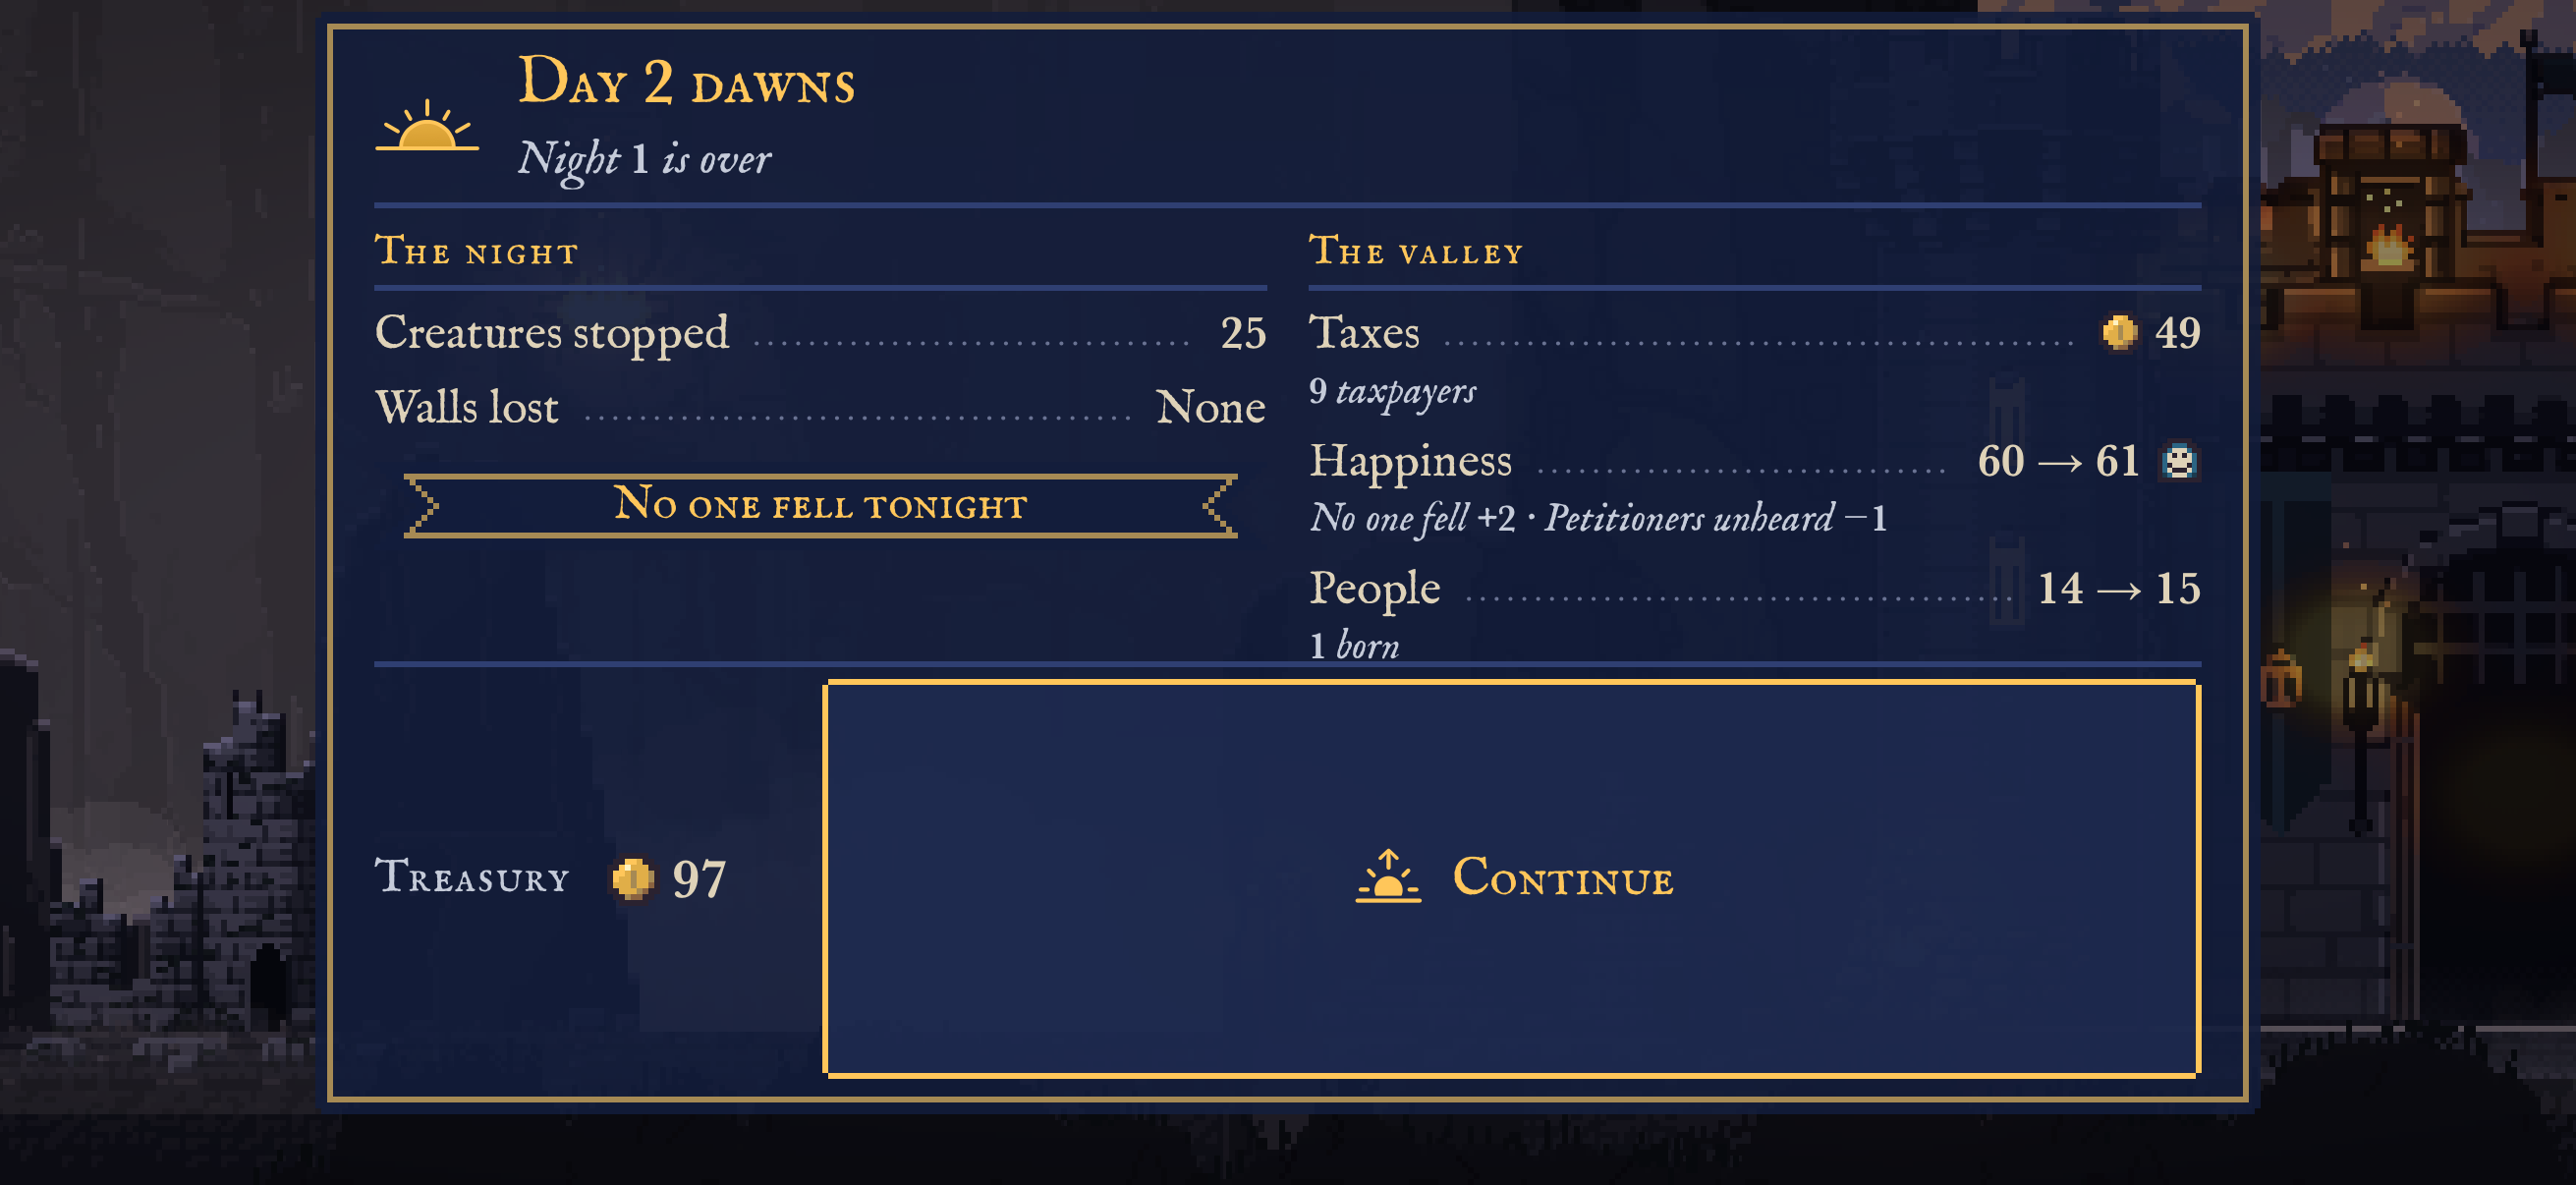 Day 2 dawns
Night 1 is over
The night
Creatures stopped 25
Walls lost None
No one fell tonight
The valley
Taxes 49
9 taxpayers
Happiness 60 → 61
No one fell +2 · Petitioners unheard −1
People 14 → 15
1 born
Treasury 97
Continue